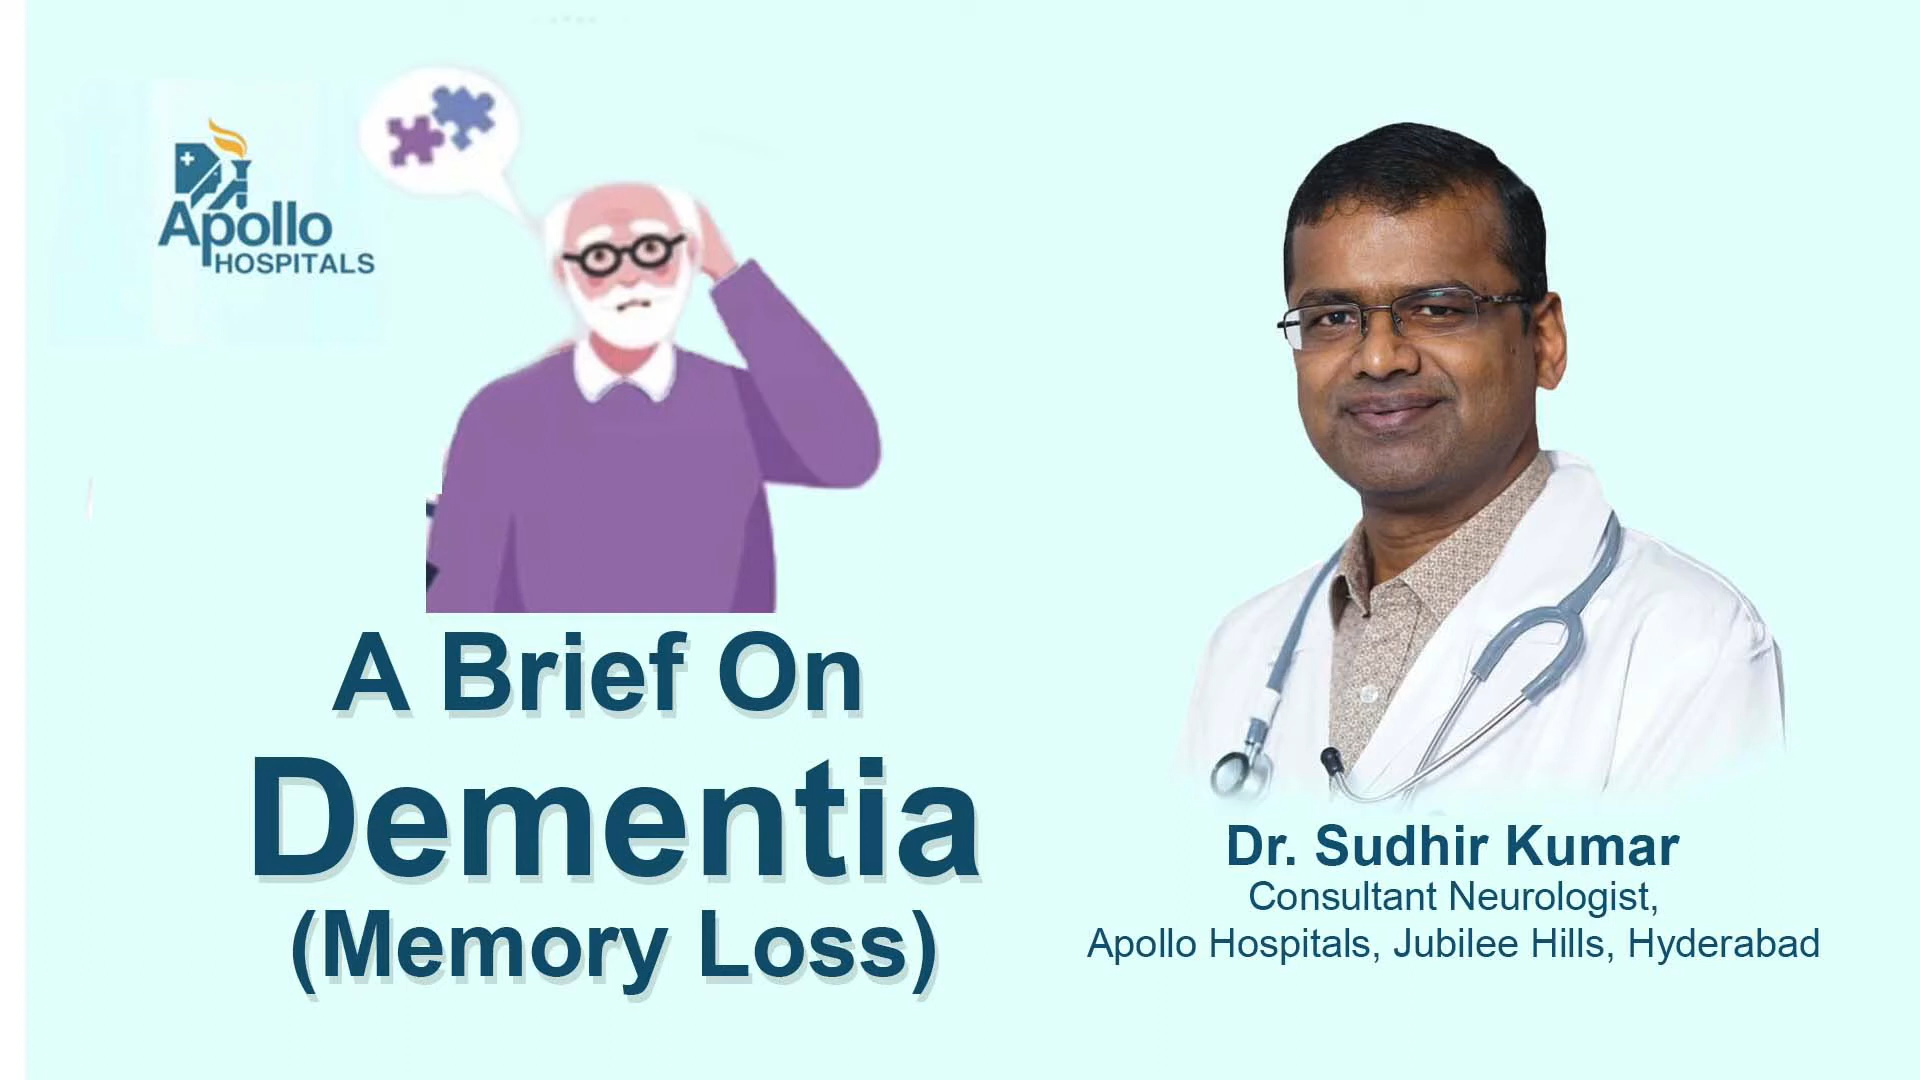 Apollo
HOSPITALS
A Brief On
Dementia
(Memory Loss)
Dr. Sudhir Kumar
Consultant Neurologist,
Apollo Hospitals, Jubilee Hills, Hyderabad